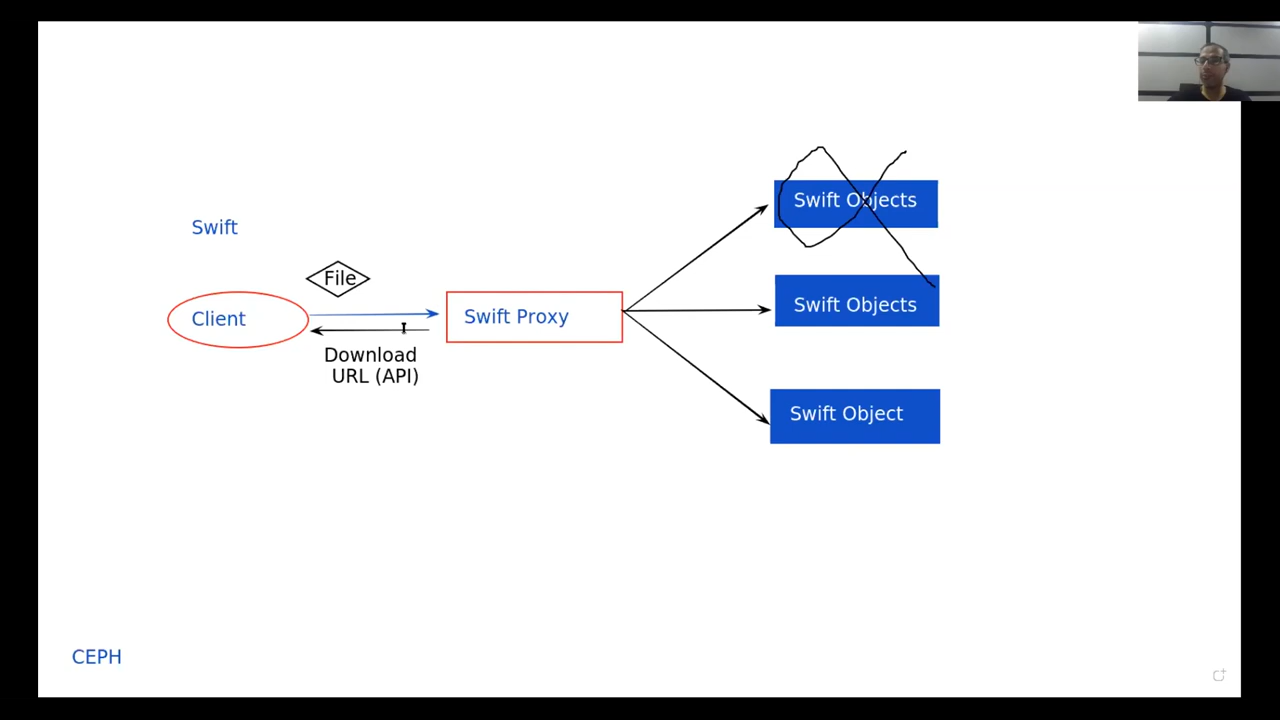 Swift
File
Client
Swift Proxy
Download
URL (API)
Swift Objects
Swift Objects
Swift Object
CEPH